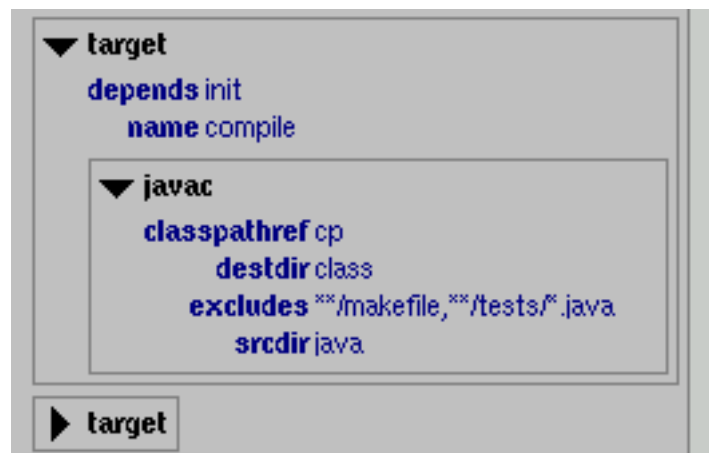 target
depends init
name compile
javac
classpathref cp
destdir class
excludes **/makefile,**/tests/*.java
srcdir java
target